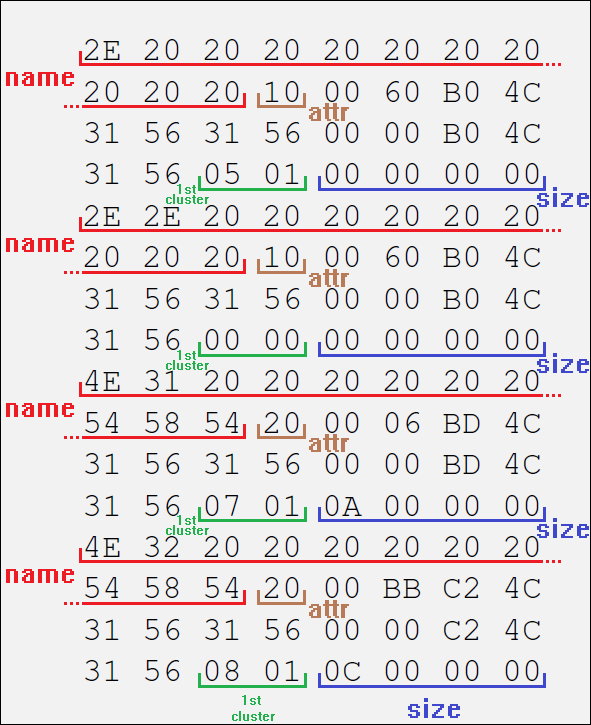 2E 20 20 20 20 20 20 20
name
20 20 20 10 00 60 B0 4C
attr
31 56 31 56 00 00 B0 4C
31 56 05 01 00 00 00 00
1st
cluster
size
2E 2E 20 20 20 20 20 20
name
20 20 20 10 00 60 B0 4C
attr
31 56 31 56 00 00 B0 4C
31 56 00 00 00 00 00 00
1st
cluster
size
4E 31 20 20 20 20 20 20
name
54 58 54 20 00 06 BD 4C
attr
31 56 31 56 00 00 BD 4C
31 56 07 01 0A 00 00 00
1st
cluster
size
4E 32 20 20 20 20 20 20
name
54 58 54 20 00 BB C2 4C
attr
31 56 31 56 00 00 C2 4C
31 56 08 01 0C 00 00 00
1st
cluster
size